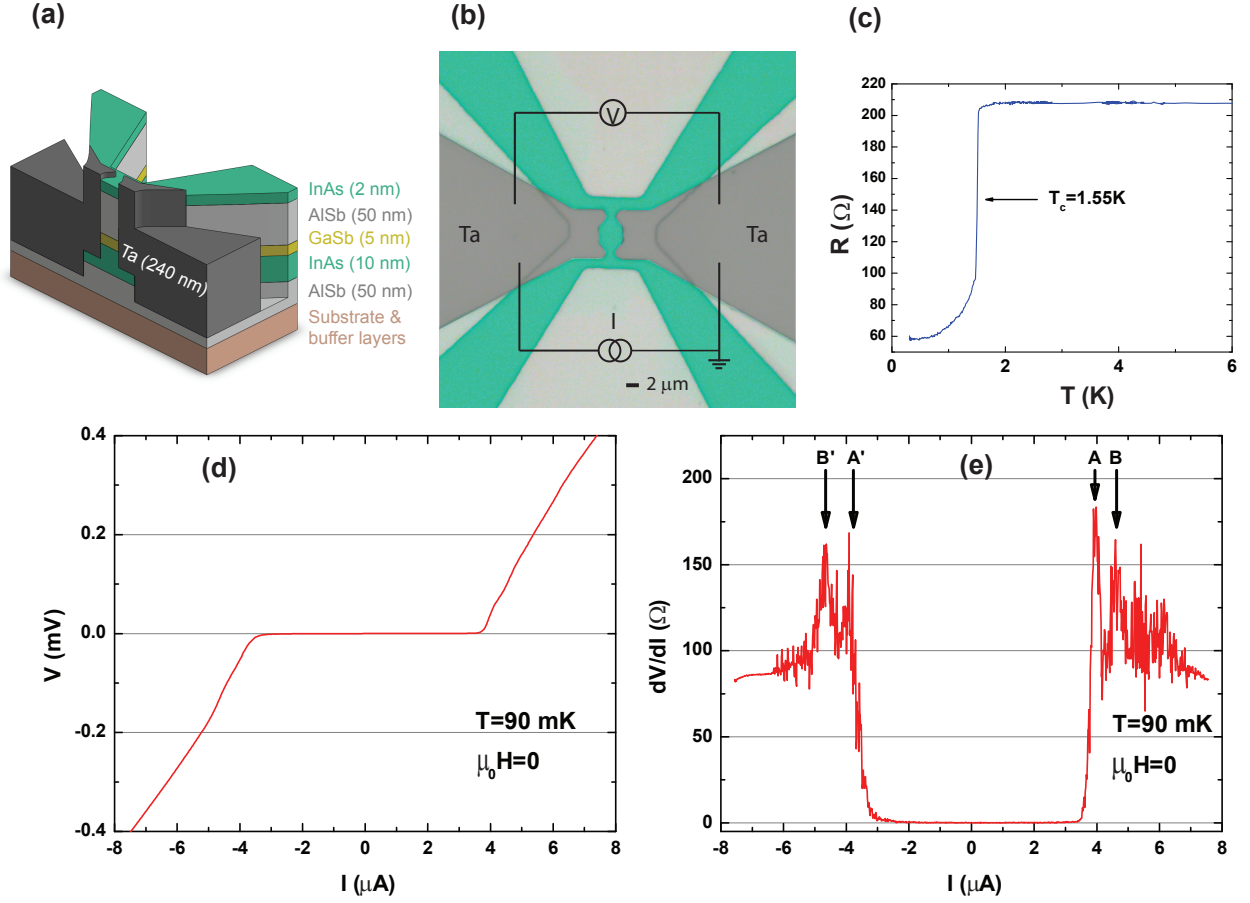 (a)
InAs (2 nm)
AlSb (50 nm)
GaSb (5 nm)
InAs (10 nm)
AlSb (50 nm)
Substrate &
buffer layers
Ta (240 nm)
(b)
V
Ta
Ta
I
2 μm
(c)
220
200
180
160
140
120
100
80
60
R (Ω)
T_c=1.55K
0 2 4 6
T (K)
(d)
0.4
0.2
0.0
-0.2
-0.4
V (mV)
T=90 mK
μ₀H=0
-8 -6 -4 -2 0 2 4 6 8
I (μA)
(e)
B' A' A B
200
150
100
50
0
dV/dI (Ω)
T=90 mK
μ₀H=0
-8 -6 -4 -2 0 2 4 6 8
I (μA)